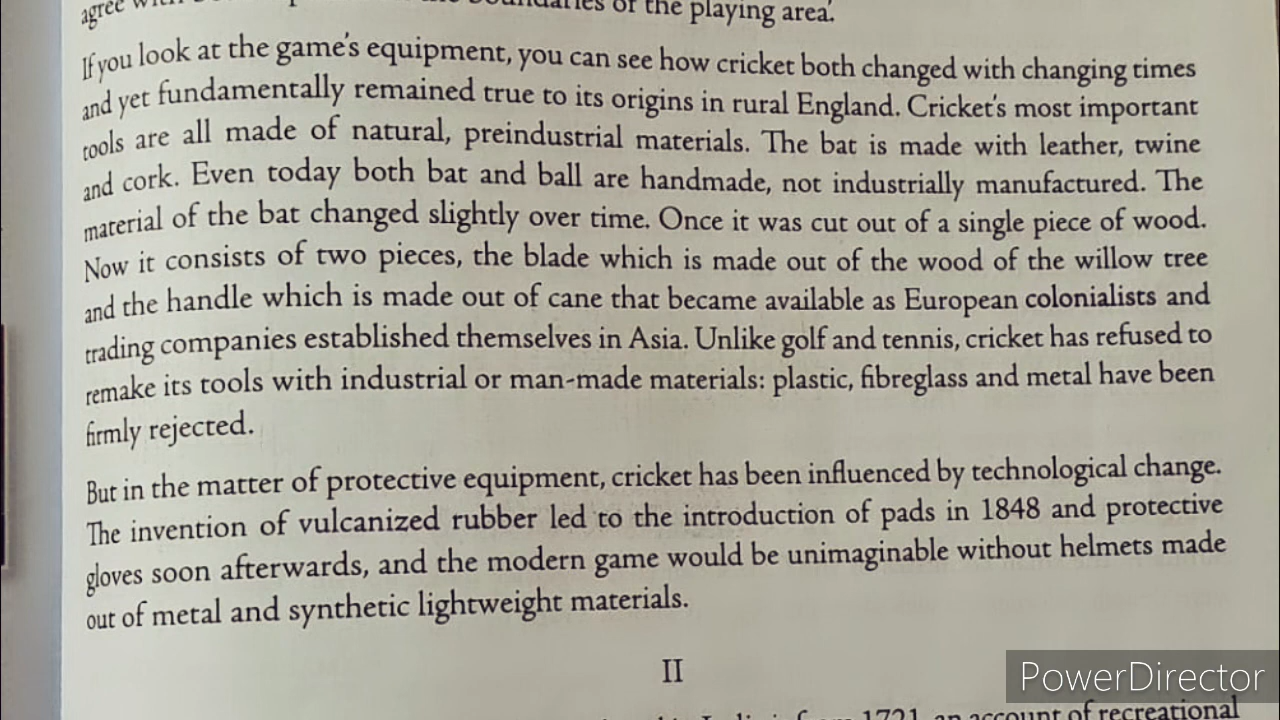 agree with the boundaries of the playing area.
If you look at the game's equipment, you can see how cricket both changed with changing times
and yet fundamentally remained true to its origins in rural England. Cricket's most important
tools are all made of natural, preindustrial materials. The bat is made with leather, twine
and cork. Even today both bat and ball are handmade, not industrially manufactured. The
material of the bat changed slightly over time. Once it was cut out of a single piece of wood.
Now it consists of two pieces, the blade which is made out of the wood of the willow tree
and the handle which is made out of cane that became available as European colonialists and
trading companies established themselves in Asia. Unlike golf and tennis, cricket has refused to
remake its tools with industrial or man-made materials: plastic, fibreglass and metal have been
firmly rejected.
But in the matter of protective equipment, cricket has been influenced by technological change.
The invention of vulcanized rubber led to the introduction of pads in 1848 and protective
gloves soon afterwards, and the modern game would be unimaginable without helmets made
out of metal and synthetic lightweight materials.
II
from 1721, an account of recreational
PowerDirector